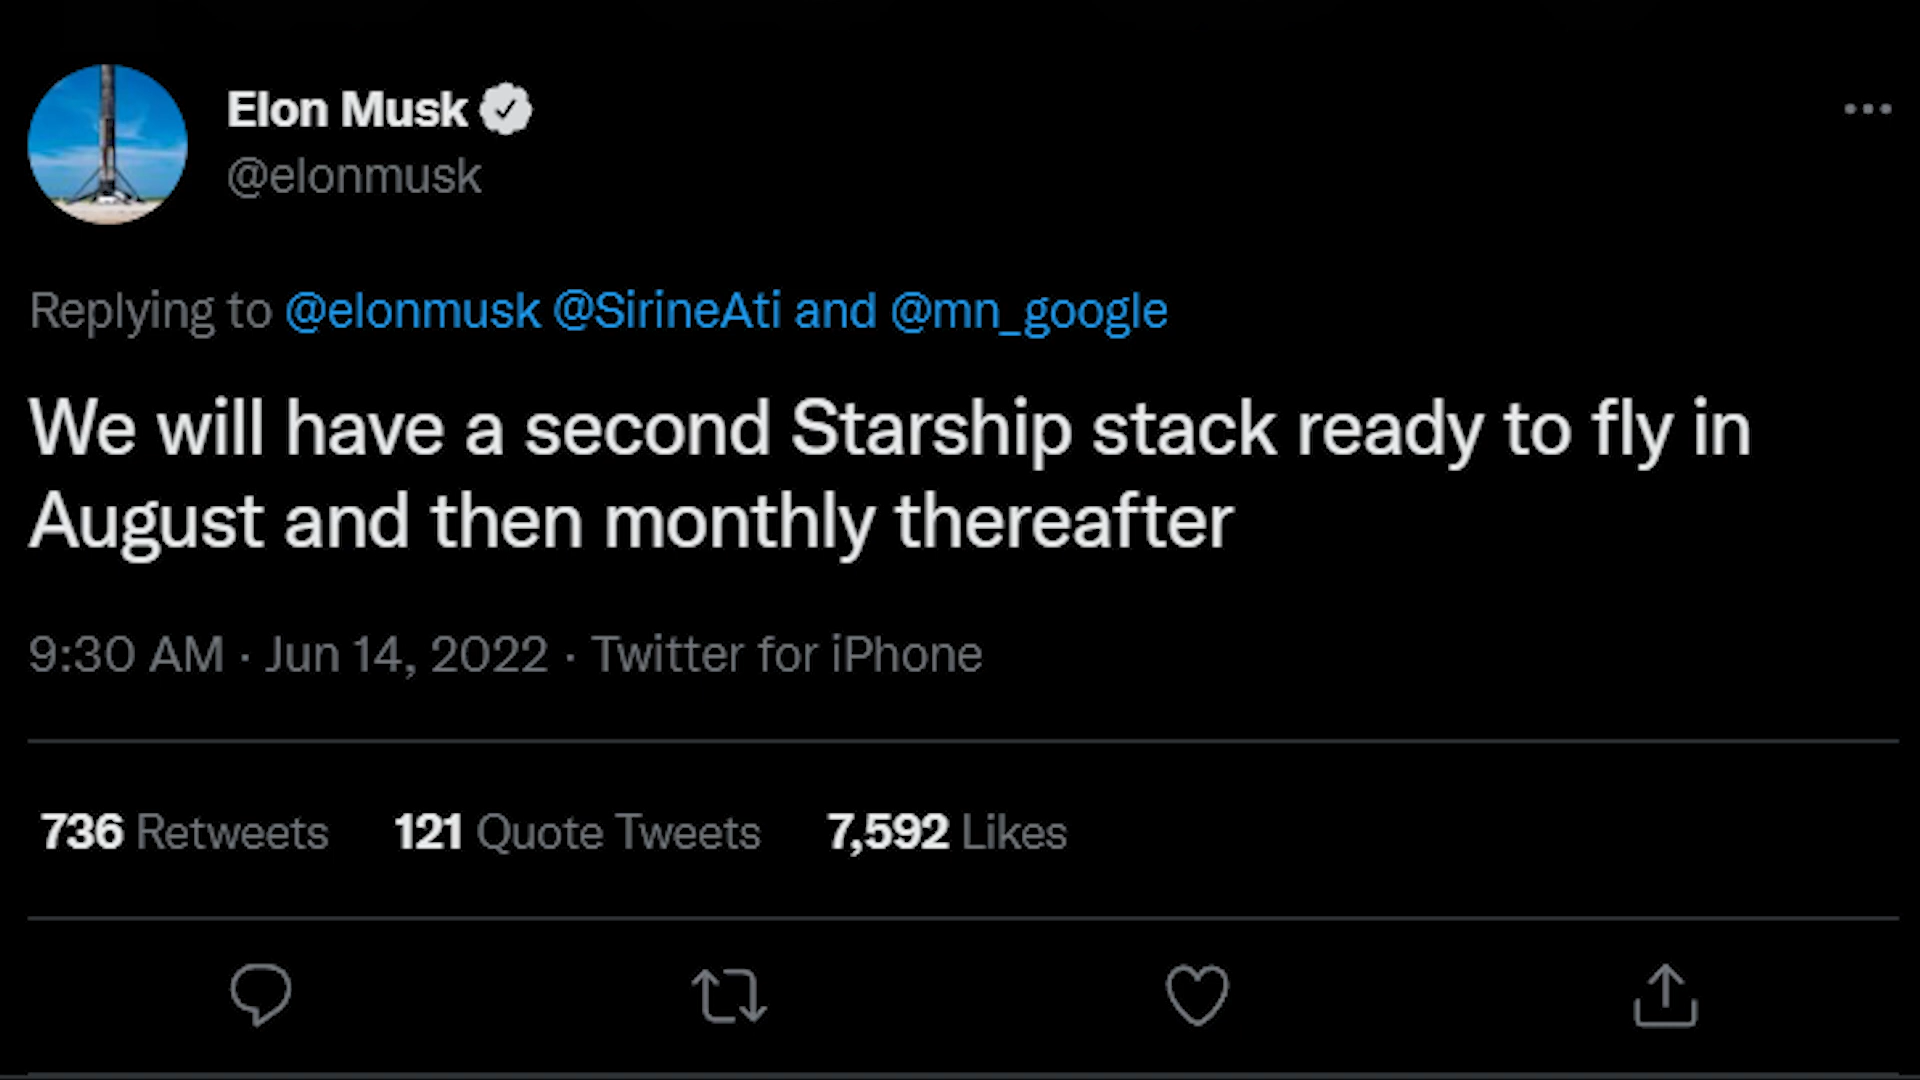 Elon Musk
@elonmusk
Replying to @elonmusk @SirineAti and @mn_google
We will have a second Starship stack ready to fly in
August and then monthly thereafter
9:30 AM · Jun 14, 2022 · Twitter for iPhone
736 Retweets 121 Quote Tweets 7,592 Likes